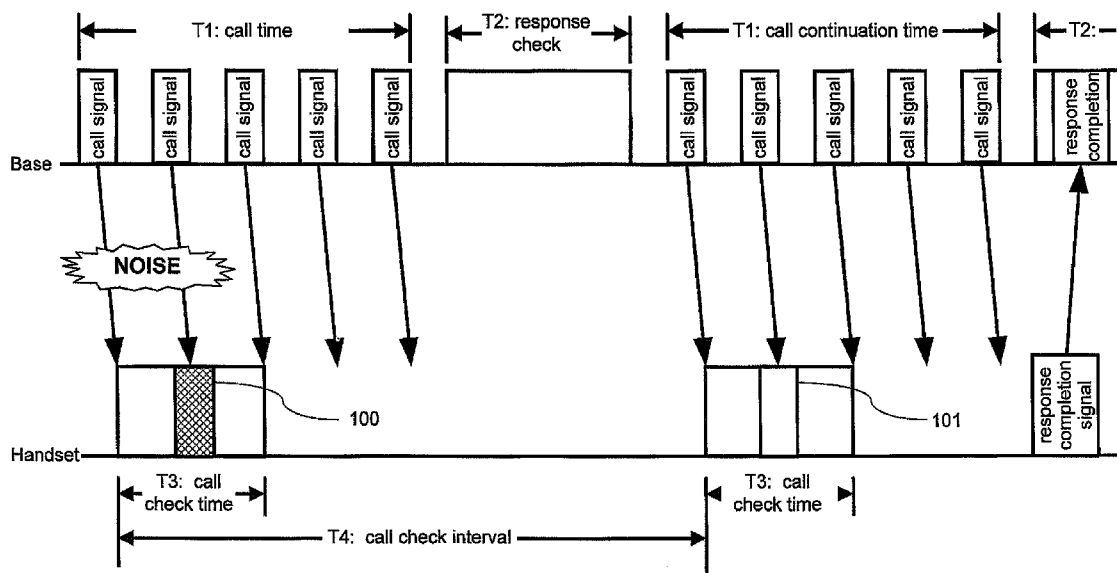 T1: call time
T2: response
check
T1: call continuation time
T2:
call signal
call signal
call signal
call signal
call signal
call signal
call signal
call signal
call signal
call signal
response
completion
Base
NOISE
100
101
response
completion
signal
Handset
T3: call
check time
T3: call
check time
T4: call check interval